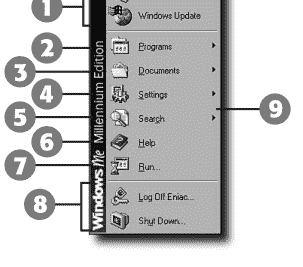 1
Windows Update
2
Programs
3
Documents
4
Settings
5
Search
9
6
Help
7
Run...
8
Log Off Eniac...
Shut Down...
Windows Me Millennium Edition